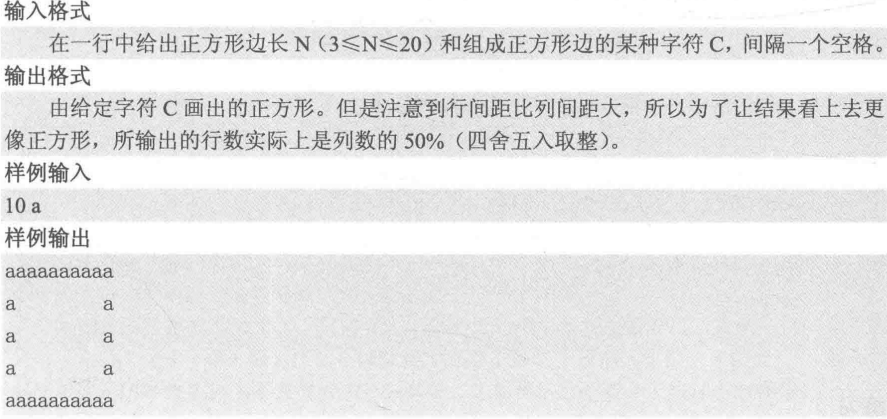 输入格式
在一行中给出正方形边长 N（3≤N≤20）和组成正方形边的某种字符 C，间隔一个空格。
输出格式
由给定字符 C 画出的正方形。但是注意到行间距比列间距大，所以为了让结果看上去更
像正方形，所输出的行数实际上是列数的 50%（四舍五入取整）。
样例输入
10 a
样例输出
aaaaaaaaaa
a        a
a        a
a        a
aaaaaaaaaa